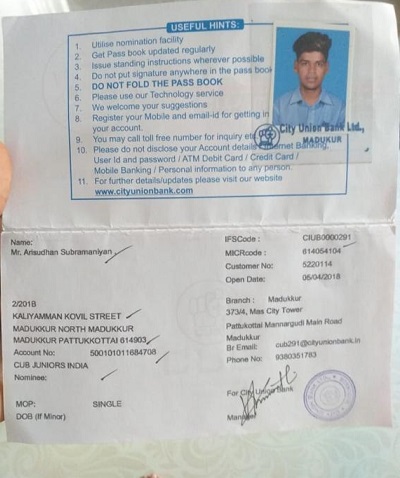 USEFUL HINTS:
1. Utilise nomination facility
2. Get Pass book updated regularly
3. Issue standing instructions wherever possible
4. Do not put signature anywhere in the pass book
5. DO NOT FOLD THE PASS BOOK
6. Please use our Technology service
7. We welcome your suggestions
8. Register your Mobile and email-id for getting in
your account.
9. You may call toll free number for inquiry etc
10. Please do not disclose your Account details Internet Banking,
User Id and password / ATM Debit Card / Credit Card /
Mobile Banking / Personal information to any person.
11. For further details/updates please visit our website
www.cityunionbank.com
City Union Bank Ltd.,
MADUKUR
Name:
Mr. Arisudhan Subramaniyan
2/201B
KALIYAMMAN KOVIL STREET
MADUKKUR NORTH MADUKKUR
MADUKKUR PATTUKKOTTAI 614903
Account No: 500101011684708
CUB JUNIORS INDIA
Nominee:
MOP: SINGLE
DOB (If Minor)
IFSCode : CIUB0000291
MICRcode : 614054104
Customer No: 5220114
Open Date: 05/04/2018
Branch : Madukkur
373/4, Mas City Tower
Pattukottai Mannargudi Main Road
Madukkur
Br Email: cub291@cityunionbank.in
Phone No: 9380351783
For City Union Bank
Manager